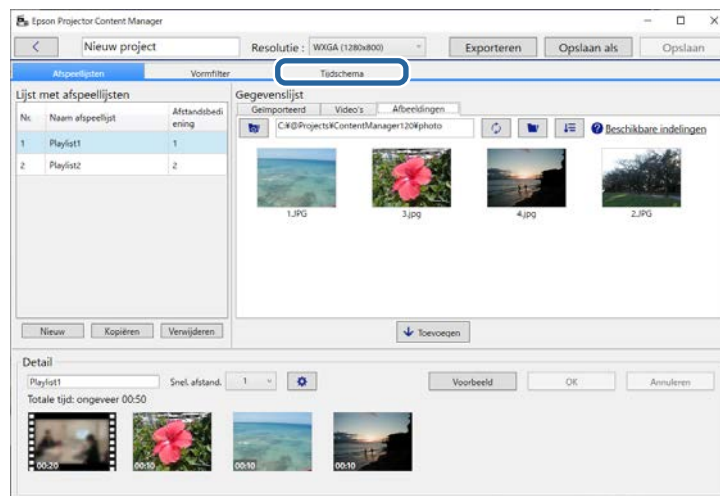 Epson Projector Content Manager
Nieuw project Resolutie : WXGA (1280x800) Exporteren Opslaan als Opslaan
Afspeellijsten Vormfilter Tijdschema
Lijst met afspeellijsten
Nr. Naam afspeellijst Afstandsbedi
ening
1 Playlist1 1
2 Playlist2 2
Nieuw Kopiëren Verwijderen
Gegevenslijst
Geïmporteerd Video's Afbeeldingen
C:¥@Projects¥ContentManager120¥photo Beschikbare indelingen
1.JPG 3.jpg 4.jpg 2.JPG
Toevoegen
Detail
Playlist1 Snel. afstand. 1 Voorbeeld OK Annuleren
Totale tijd: ongeveer 00:50
00:20 00:10 00:10 00:10